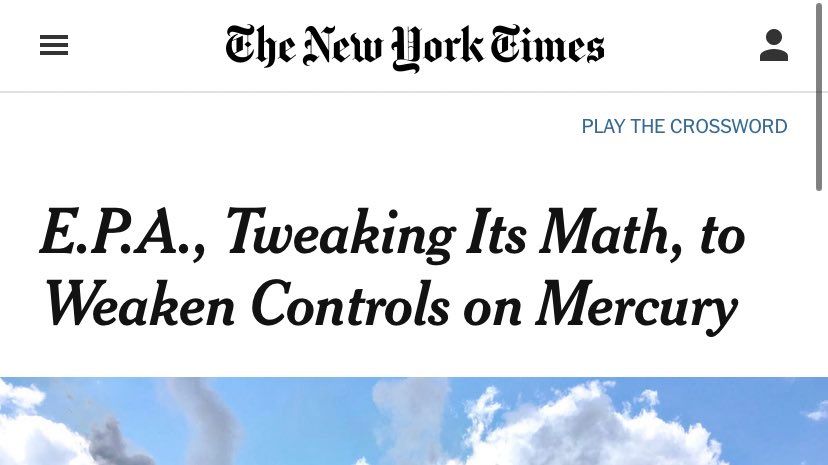 The New York Times
PLAY THE CROSSWORD
E.P.A., Tweaking Its Math, to
Weaken Controls on Mercury